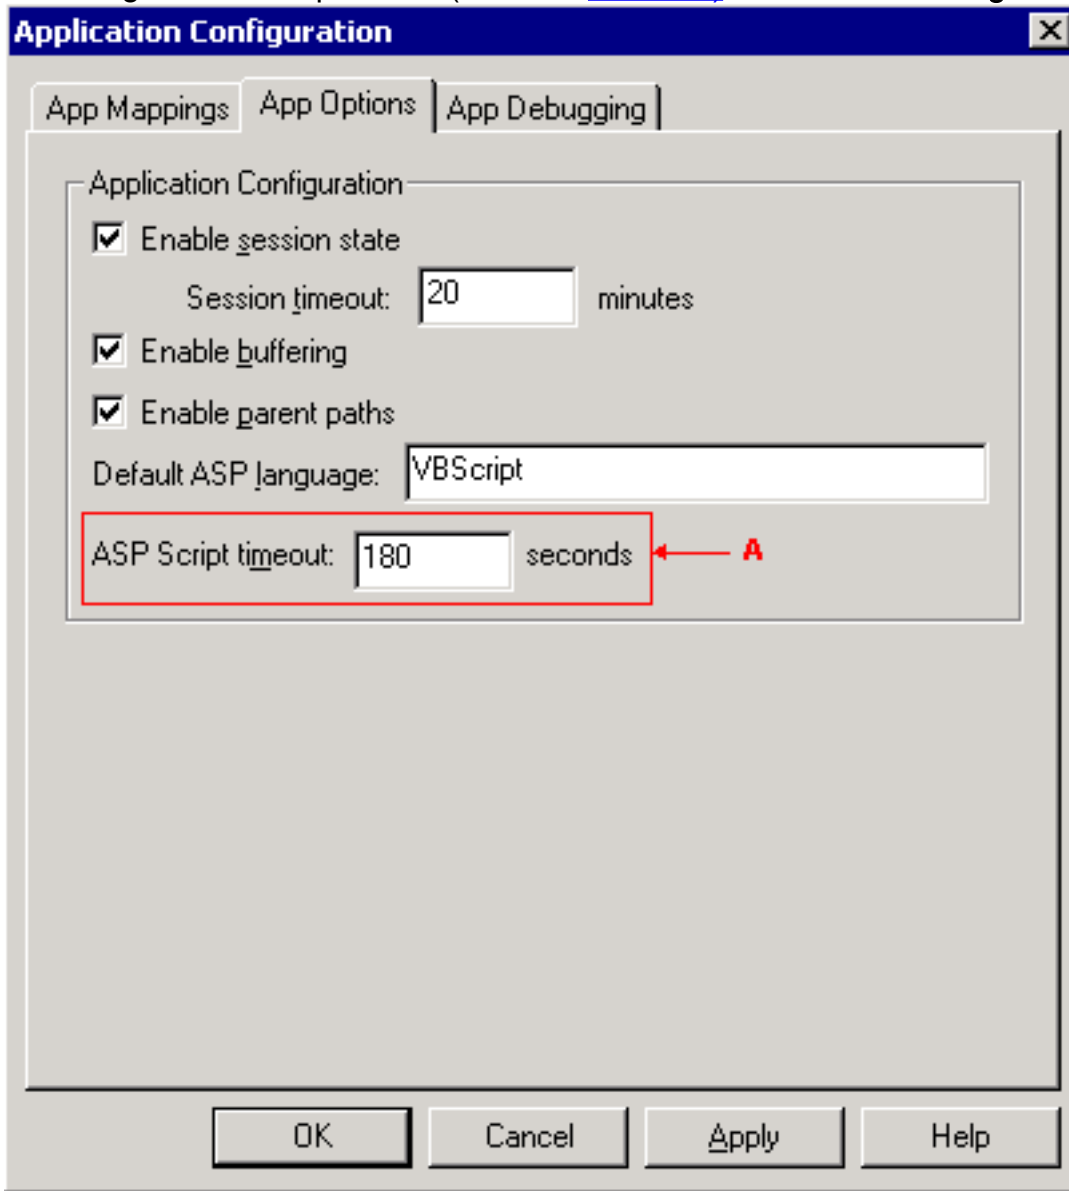 Application Configuration
App Mappings App Options App Debugging
Application Configuration
Enable session state
Session timeout: 20 minutes
Enable buffering
Enable parent paths
Default ASP language: VBScript
ASP Script timeout: 180 seconds A
OK Cancel Apply Help